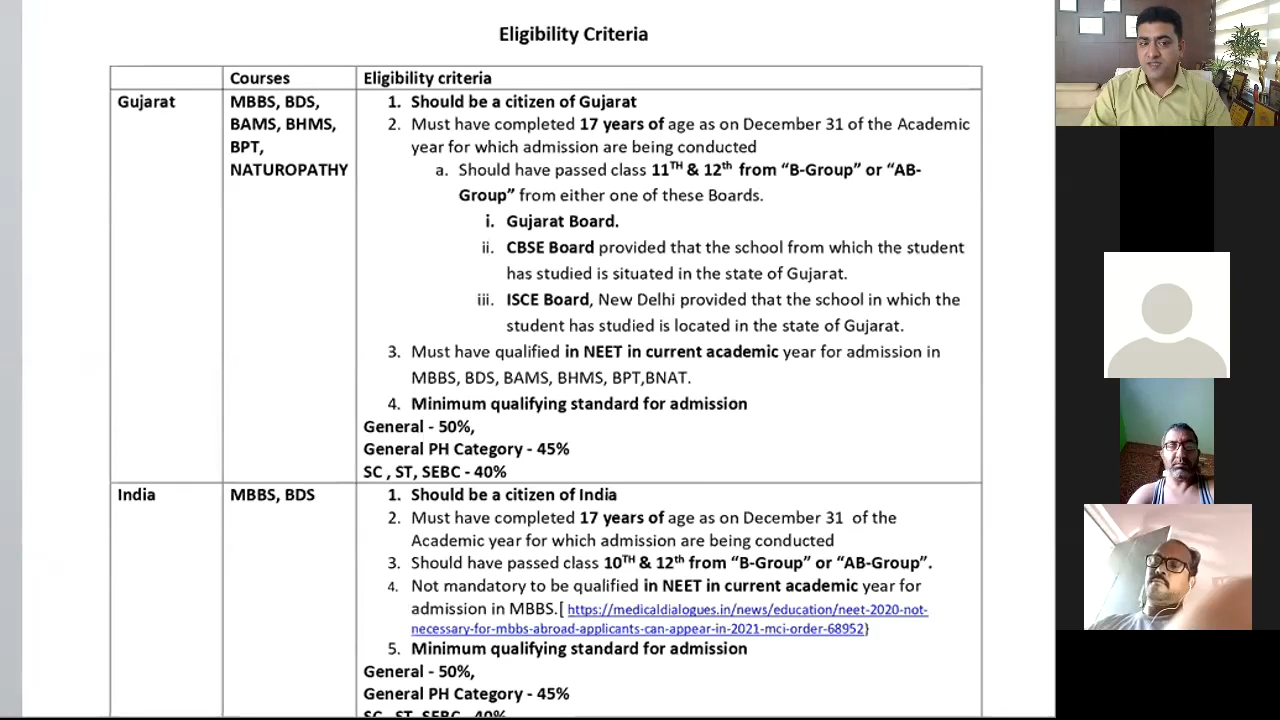 Eligibility Criteria
Courses
Eligibility criteria
Gujarat
MBBS, BDS,
BAMS, BHMS,
BPT,
NATUROPATHY
1. Should be a citizen of Gujarat
2. Must have completed 17 years of age as on December 31 of the Academic
year for which admission are being conducted
a. Should have passed class 11TH & 12th from “B-Group” or “AB-
Group” from either one of these Boards.
i. Gujarat Board.
ii. CBSE Board provided that the school from which the student
has studied is situated in the state of Gujarat.
iii. ISCE Board, New Delhi provided that the school in which the
student has studied is located in the state of Gujarat.
3. Must have qualified in NEET in current academic year for admission in
MBBS, BDS, BAMS, BHMS, BPT,BNAT.
4. Minimum qualifying standard for admission
General - 50%,
General PH Category - 45%
SC , ST, SEBC - 40%
India
MBBS, BDS
1. Should be a citizen of India
2. Must have completed 17 years of age as on December 31 of the
Academic year for which admission are being conducted
3. Should have passed class 10TH & 12th from “B-Group” or “AB-Group”.
4. Not mandatory to be qualified in NEET in current academic year for
admission in MBBS.[ https://medicaldialogues.in/news/education/neet-2020-not-
necessary-for-mbbs-abroad-applicants-can-appear-in-2021-mci-order-68952}
5. Minimum qualifying standard for admission
General - 50%,
General PH Category - 45%
SC , ST, SEBC - 40%